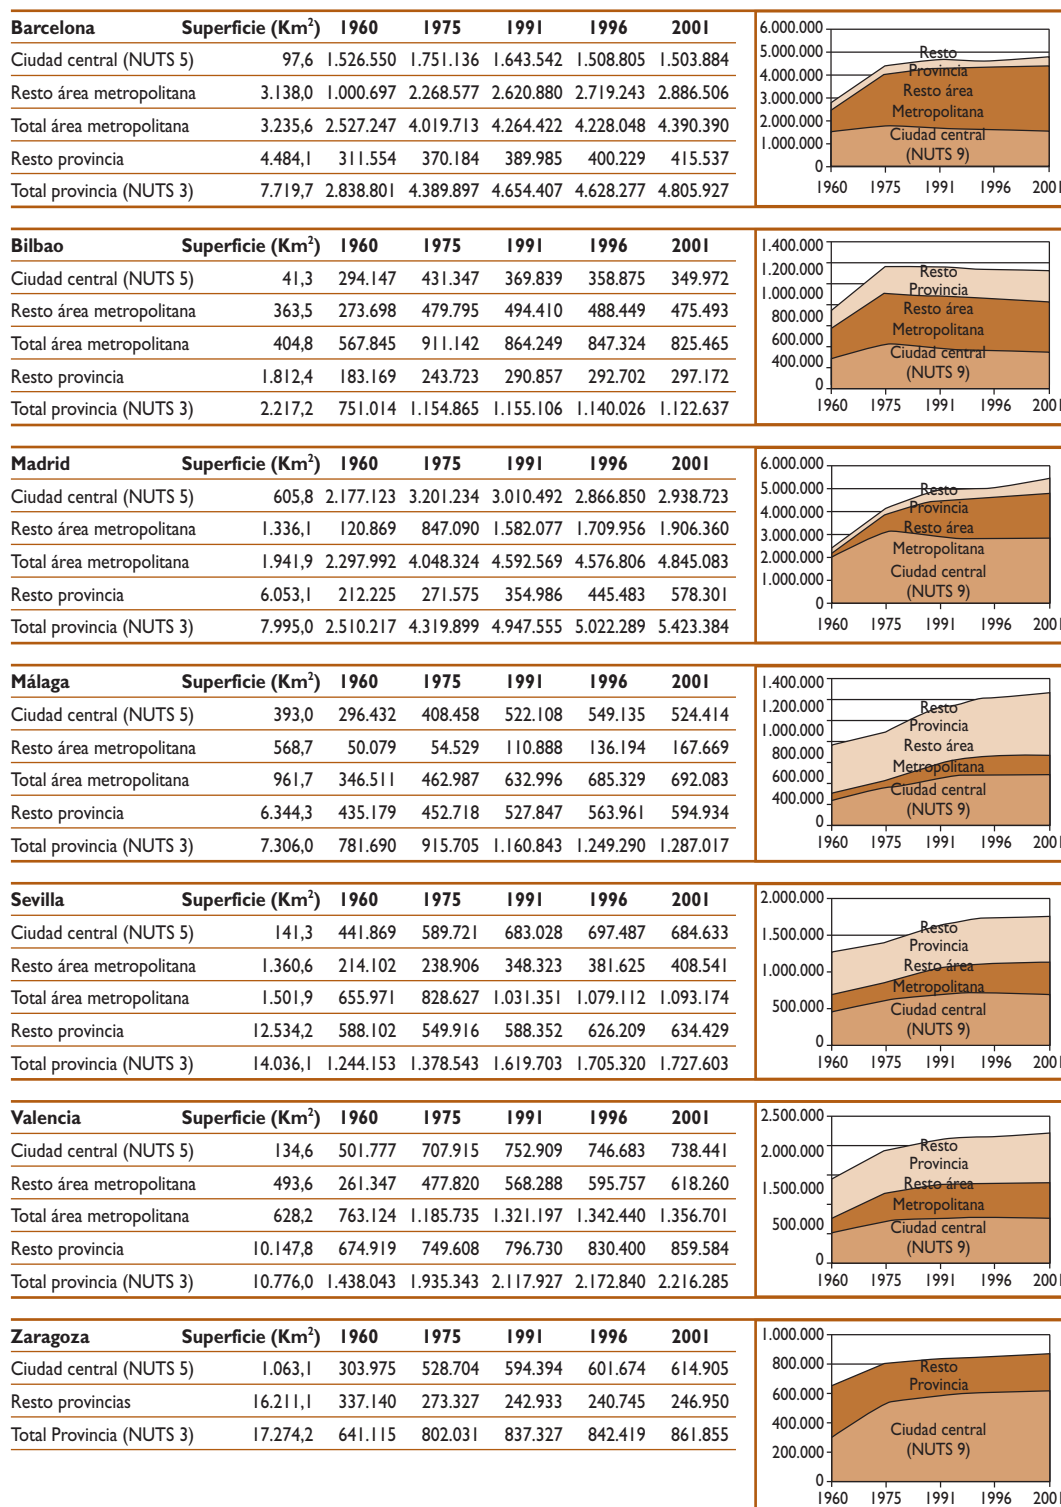 Barcelona Superficie (Km²) 1960 1975 1991 1996 2001
Ciudad central (NUTS 5) 97,6 1.526.550 1.751.136 1.643.542 1.508.805 1.503.884
Resto área metropolitana 3.138,0 1.000.697 2.268.577 2.620.880 2.719.243 2.886.506
Total área metropolitana 3.235,6 2.527.247 4.019.713 4.264.422 4.228.048 4.390.390
Resto provincia 4.484,1 311.554 370.184 389.985 400.229 415.537
Total provincia (NUTS 3) 7.719,7 2.838.801 4.389.897 4.654.407 4.628.277 4.805.927
6.000.000
5.000.000
4.000.000
3.000.000
2.000.000
1.000.000
0
Resto
Provincia
Resto área
Metropolitana
Ciudad central
(NUTS 9)
1960 1975 1991 1996 2001
Bilbao Superficie (Km²) 1960 1975 1991 1996 2001
Ciudad central (NUTS 5) 41,3 294.147 431.347 369.839 358.875 349.972
Resto área metropolitana 363,5 273.698 479.795 494.410 488.449 475.493
Total área metropolitana 404,8 567.845 911.142 864.249 847.324 825.465
Resto provincia 1.812,4 183.169 243.723 290.857 292.702 297.172
Total provincia (NUTS 3) 2.217,2 751.014 1.154.865 1.155.106 1.140.026 1.122.637
1.400.000
1.200.000
1.000.000
800.000
600.000
400.000
0
Resto
Provincia
Resto área
Metropolitana
Ciudad central
(NUTS 9)
1960 1975 1991 1996 2001
Madrid Superficie (Km²) 1960 1975 1991 1996 2001
Ciudad central (NUTS 5) 605,8 2.177.123 3.201.234 3.010.492 2.866.850 2.938.723
Resto área metropolitana 1.336,1 120.869 847.090 1.582.077 1.709.956 1.906.360
Total área metropolitana 1.941,9 2.297.992 4.048.324 4.592.569 4.576.806 4.845.083
Resto provincia 6.053,1 212.225 271.575 354.986 445.483 578.301
Total provincia (NUTS 3) 7.995,0 2.510.217 4.319.899 4.947.555 5.022.289 5.423.384
6.000.000
5.000.000
4.000.000
3.000.000
2.000.000
1.000.000
0
Resto
Provincia
Resto área
Metropolitana
Ciudad central
(NUTS 9)
1960 1975 1991 1996 2001
Málaga Superficie (Km²) 1960 1975 1991 1996 2001
Ciudad central (NUTS 5) 393,0 296.432 408.458 522.108 549.135 524.414
Resto área metropolitana 568,7 50.079 54.529 110.888 136.194 167.669
Total área metropolitana 961,7 346.511 462.987 632.996 685.329 692.083
Resto provincia 6.344,3 435.179 452.718 527.847 563.961 594.934
Total provincia (NUTS 3) 7.306,0 781.690 915.705 1.160.843 1.249.290 1.287.017
1.400.000
1.200.000
1.000.000
800.000
600.000
400.000
0
Resto
Provincia
Resto área
Metropolitana
Ciudad central
(NUTS 9)
1960 1975 1991 1996 2001
Sevilla Superficie (Km²) 1960 1975 1991 1996 2001
Ciudad central (NUTS 5) 141,3 441.869 589.721 683.028 697.487 684.633
Resto área metropolitana 1.360,6 214.102 238.906 348.323 381.625 408.541
Total área metropolitana 1.501,9 655.971 828.627 1.031.351 1.079.112 1.093.174
Resto provincia 12.534,2 588.102 549.916 588.352 626.209 634.429
Total provincia (NUTS 3) 14.036,1 1.244.153 1.378.543 1.619.703 1.705.320 1.727.603
2.000.000
1.500.000
1.000.000
500.000
0
Resto
Provincia
Resto área
Metropolitana
Ciudad central
(NUTS 9)
1960 1975 1991 1996 2001
Valencia Superficie (Km²) 1960 1975 1991 1996 2001
Ciudad central (NUTS 5) 134,6 501.777 707.915 752.909 746.683 738.441
Resto área metropolitana 493,6 261.347 477.820 568.288 595.757 618.260
Total área metropolitana 628,2 763.124 1.185.735 1.321.197 1.342.440 1.356.701
Resto provincia 10.147,8 674.919 749.608 796.730 830.400 859.584
Total provincia (NUTS 3) 10.776,0 1.438.043 1.935.343 2.117.927 2.172.840 2.216.285
2.500.000
2.000.000
1.500.000
500.000
0
Resto
Provincia
Resto área
Metropolitana
Ciudad central
(NUTS 9)
1960 1975 1991 1996 2001
Zaragoza Superficie (Km²) 1960 1975 1991 1996 2001
Ciudad central (NUTS 5) 1.063,1 303.975 528.704 594.394 601.674 614.905
Resto provincias 16.211,1 337.140 273.327 242.933 240.745 246.950
Total Provincia (NUTS 3) 17.274,2 641.115 802.031 837.327 842.419 861.855
1.000.000
800.000
600.000
400.000
200.000
0
Resto
Provincia
Ciudad central
(NUTS 9)
1960 1975 1991 1996 2001